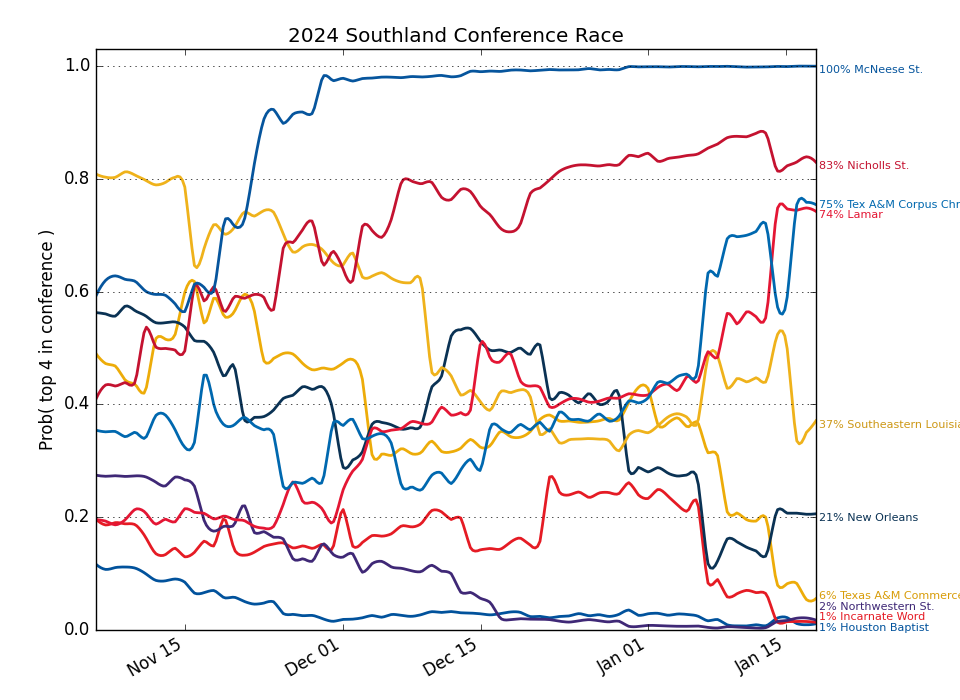 2024 Southland Conference Race
Prob( top 4 in conference )
1.0
0.8
0.6
0.4
0.2
0.0
Nov 15
Dec 01
Dec 15
Jan 01
Jan 15
100% McNeese St.
83% Nicholls St.
75% Tex A&M Corpus Chr
74% Lamar
37% Southeastern Louisia
21% New Orleans
6% Texas A&M Commerce
2% Northwestern St.
1% Incarnate Word
1% Houston Baptist